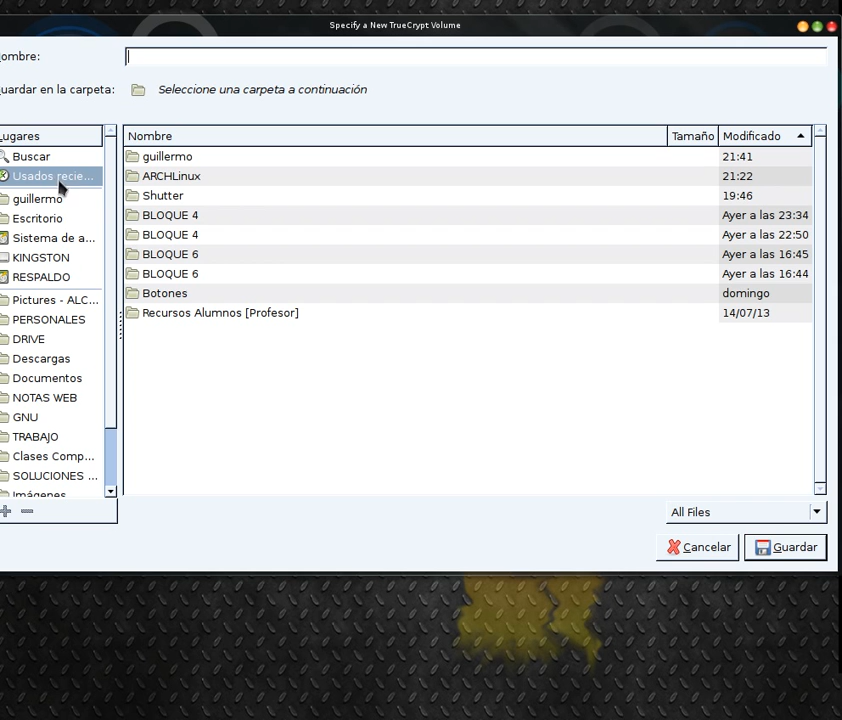 Specify a New TrueCrypt Volume
ombre:
uardar en la carpeta:
Seleccione una carpeta a continuación
Lugares
Buscar
Usados recie...
guillermo
Escritorio
Sistema de a...
KINGSTON
RESPALDO
Pictures - ALC...
PERSONALES
DRIVE
Descargas
Documentos
NOTAS WEB
GNU
TRABAJO
Clases Comp...
SOLUCIONES ...
Imágenes
Nombre Tamaño Modificado
guillermo 21:41
ARCHLinux 21:22
Shutter 19:46
BLOQUE 4 Ayer a las 23:34
BLOQUE 4 Ayer a las 22:50
BLOQUE 6 Ayer a las 16:45
BLOQUE 6 Ayer a las 16:44
Botones domingo
Recursos Alumnos [Profesor] 14/07/13
All Files
Cancelar Guardar